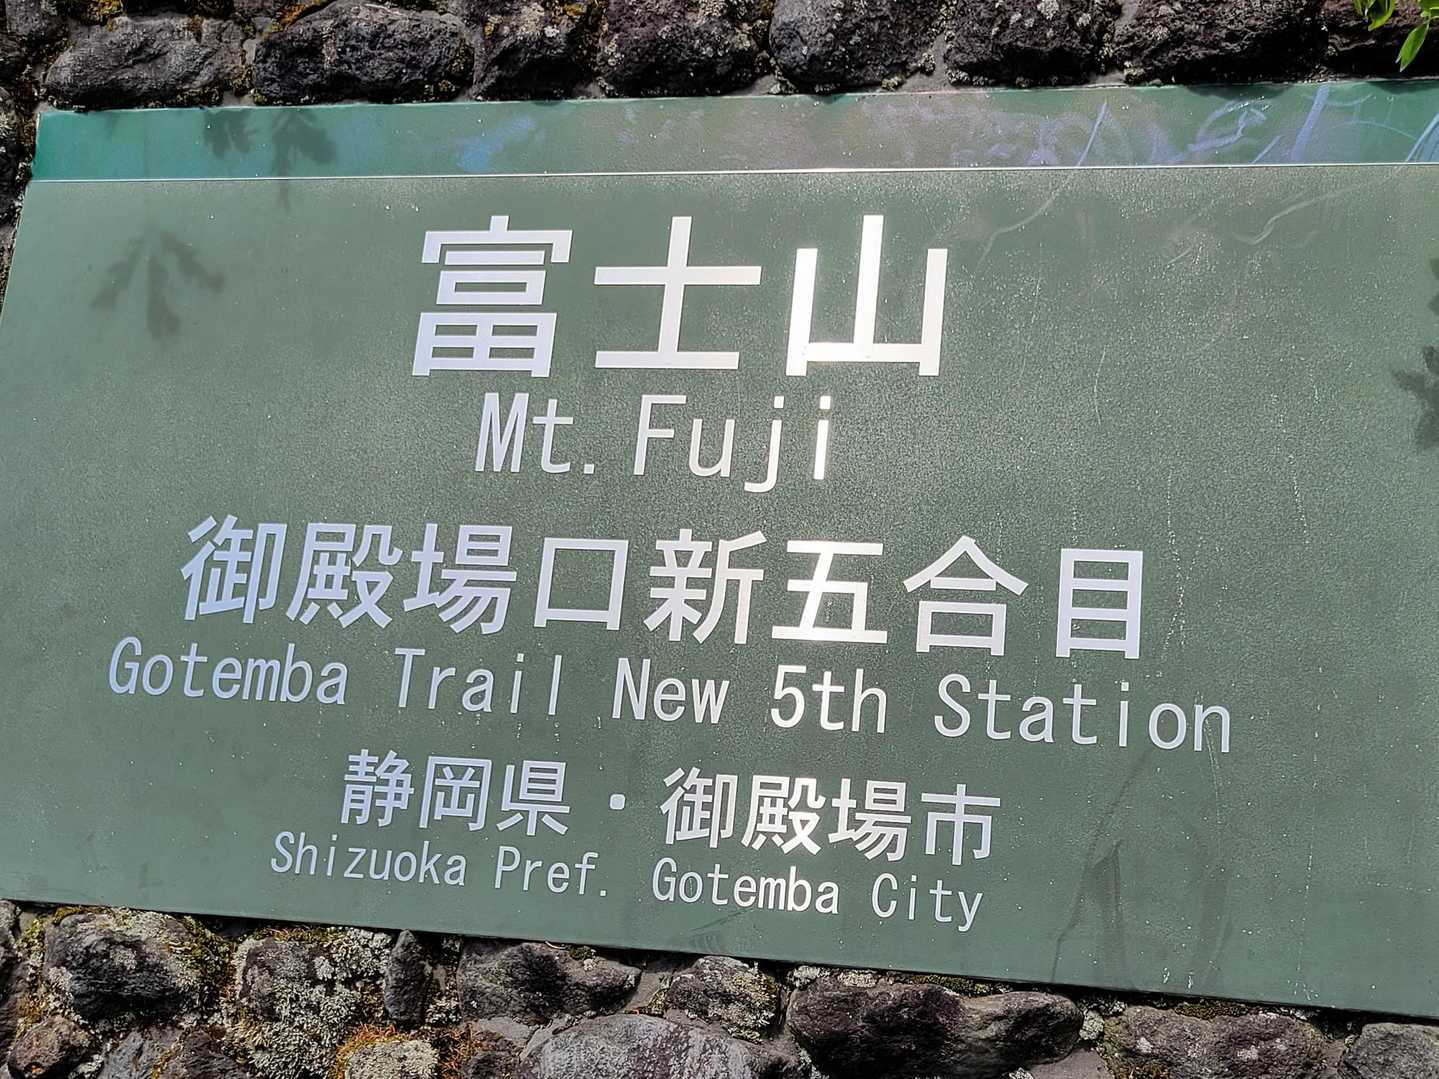 富士山
Mt.Fuji
御殿場口新五合目
Gotemba Trail New 5th Station
静岡県・御殿場市
Shizuoka Pref. Gotemba City